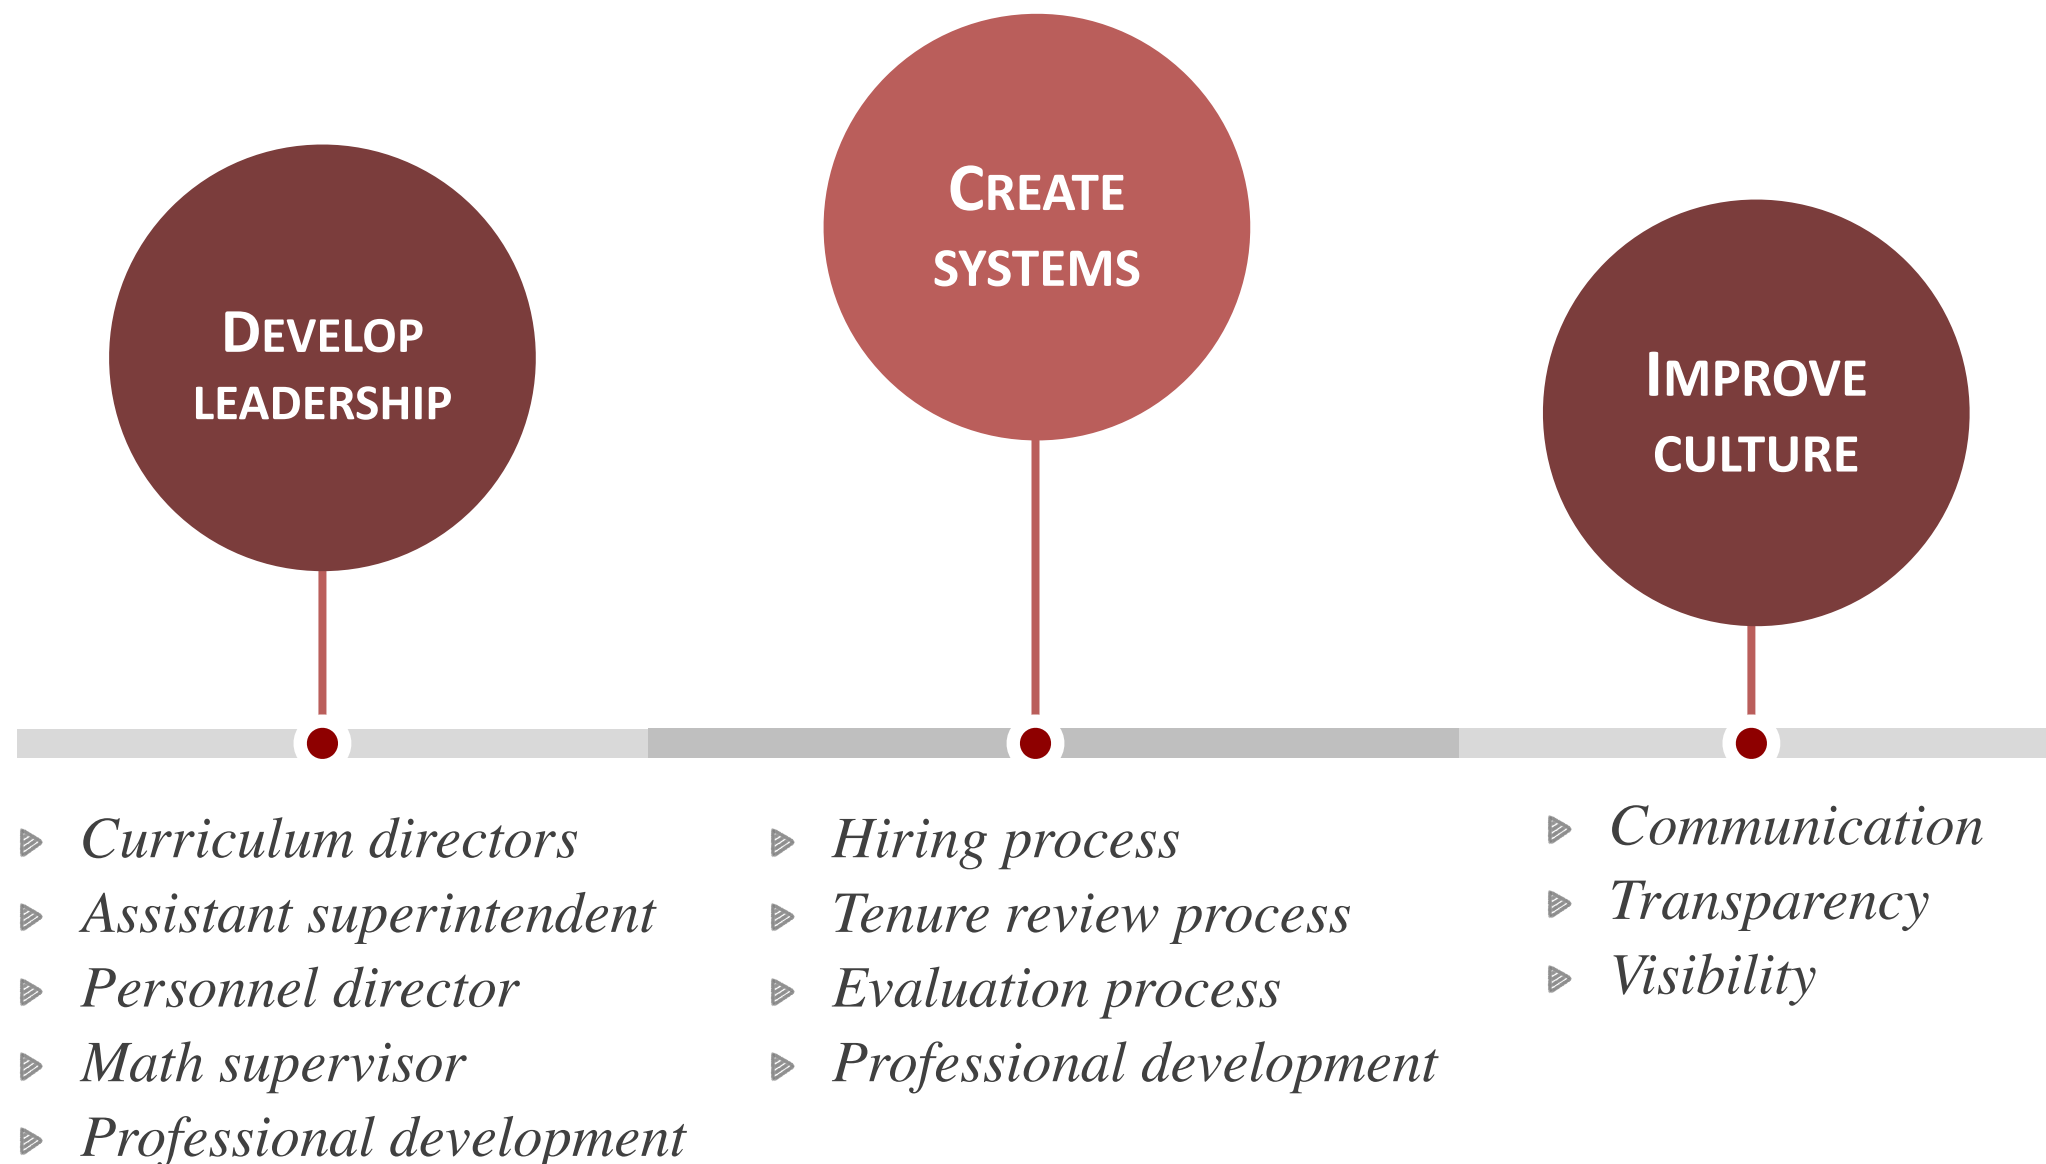 DEVELOP
LEADERSHIP
CREATE
SYSTEMS
IMPROVE
CULTURE
Curriculum directors
Assistant superintendent
Personnel director
Math supervisor
Professional development
Hiring process
Tenure review process
Evaluation process
Professional development
Communication
Transparency
Visibility